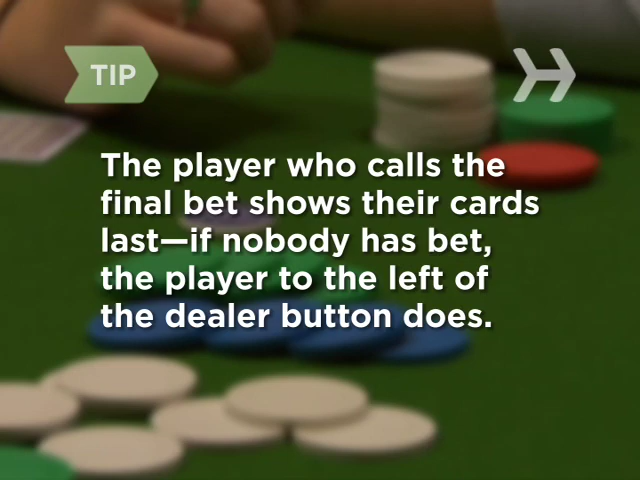 TIP
The player who calls the
final bet shows their cards
last—if nobody has bet,
the player to the left of
the dealer button does.